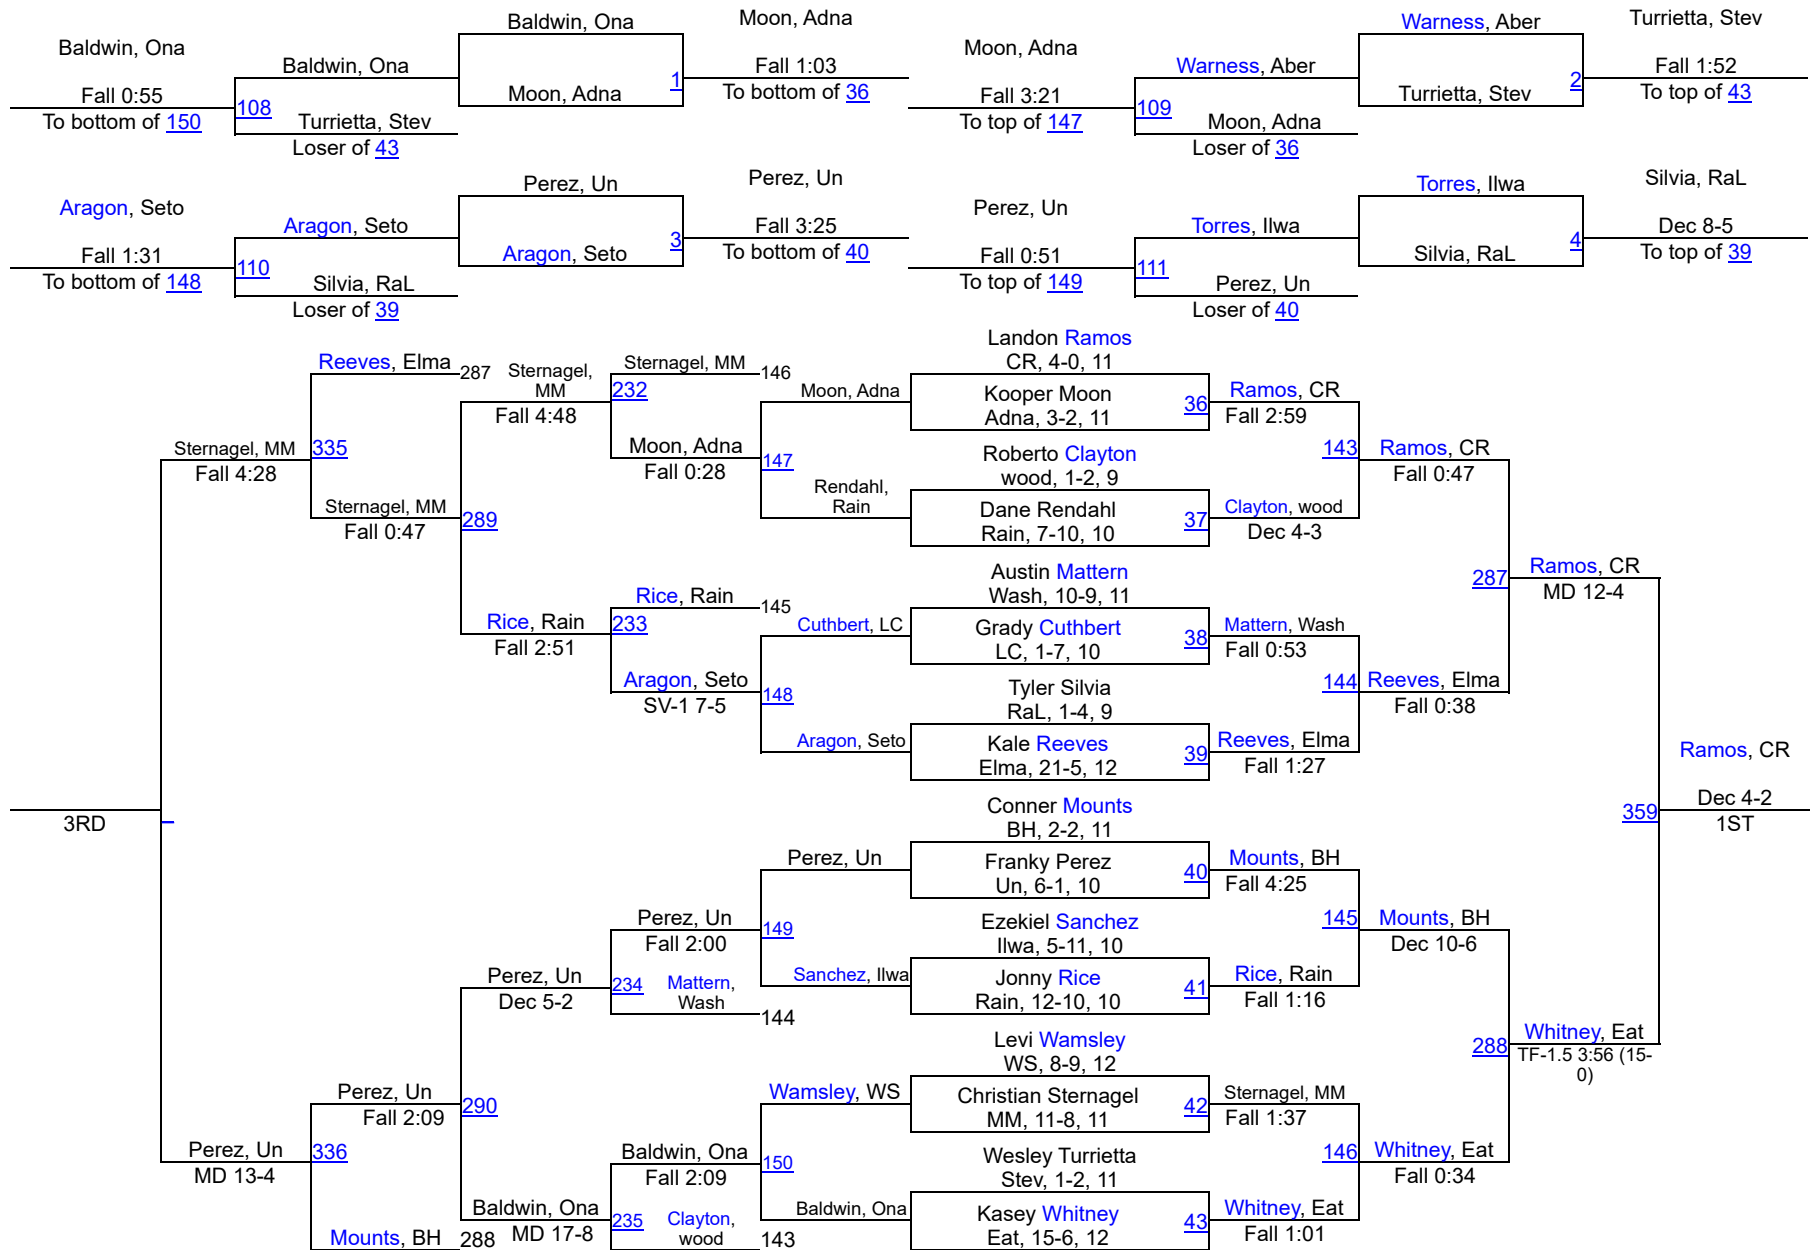 Baldwin, Ona
Fall 0:55
To bottom of 150
108
Baldwin, Ona
Turrietta, Stev
Loser of 43
Baldwin, Ona
Moon, Adna
1
Moon, Adna
Fall 1:03
To bottom of 36
Moon, Adna
Fall 3:21
To top of 147
109
Warness, Aber
Moon, Adna
Loser of 36
Warness, Aber
Turrietta, Stev
2
Turrietta, Stev
Fall 1:52
To top of 43
Aragon, Seto
Fall 1:31
To bottom of 148
110
Aragon, Seto
Silvia, RaL
Loser of 39
Perez, Un
Aragon, Seto
3
Perez, Un
Fall 3:25
To bottom of 40
Perez, Un
Fall 0:51
To top of 149
111
Torres, Ilwa
Perez, Un
Loser of 40
Torres, Ilwa
Silvia, RaL
4
Silvia, RaL
Dec 8-5
To top of 39
3RD
Sternagel, MM
Fall 4:28
335
Reeves, Elma
287
Sternagel, MM
Fall 0:47
289
Sternagel,
MM
Fall 4:48
232
Sternagel, MM
146
Moon, Adna
Fall 0:28
147
Moon, Adna
Rendahl,
Rain
Rice, Rain
Fall 2:51
233
Rice, Rain
145
Aragon, Seto
SV-1 7-5
148
Cuthbert, LC
Aragon, Seto
Perez, Un
MD 13-4
336
Perez, Un
Fall 2:09
290
Mounts, BH
288
Perez, Un
Dec 5-2
234
Perez, Un
Fall 2:00
149
Perez, Un
Sanchez, Ilwa
Mattern,
Wash
144
Baldwin, Ona
MD 17-8
235
Baldwin, Ona
Fall 2:09
150
Wamsley, WS
Baldwin, Ona
Clayton,
wood
143
Landon Ramos
CR, 4-0, 11
Kooper Moon
Adna, 3-2, 11
36
Ramos, CR
Fall 2:59
Roberto Clayton
wood, 1-2, 9
Dane Rendahl
Rain, 7-10, 10
37
Clayton, wood
Dec 4-3
143
Ramos, CR
Fall 0:47
Austin Mattern
Wash, 10-9, 11
Grady Cuthbert
LC, 1-7, 10
38
Mattern, Wash
Fall 0:53
Tyler Silvia
RaL, 1-4, 9
Kale Reeves
Elma, 21-5, 12
39
Reeves, Elma
Fall 1:27
144
Reeves, Elma
Fall 0:38
287
Ramos, CR
MD 12-4
Conner Mounts
BH, 2-2, 11
Franky Perez
Un, 6-1, 10
40
Mounts, BH
Fall 4:25
Ezekiel Sanchez
Ilwa, 5-11, 10
Jonny Rice
Rain, 12-10, 10
41
Rice, Rain
Fall 1:16
145
Mounts, BH
Dec 10-6
Levi Wamsley
WS, 8-9, 12
Christian Sternagel
MM, 11-8, 11
42
Sternagel, MM
Fall 1:37
Wesley Turrietta
Stev, 1-2, 11
Kasey Whitney
Eat, 15-6, 12
43
Whitney, Eat
Fall 1:01
146
Whitney, Eat
Fall 0:34
288
Whitney, Eat
TF-1.5 3:56 (15-
0)
359
Ramos, CR
Dec 4-2
1ST